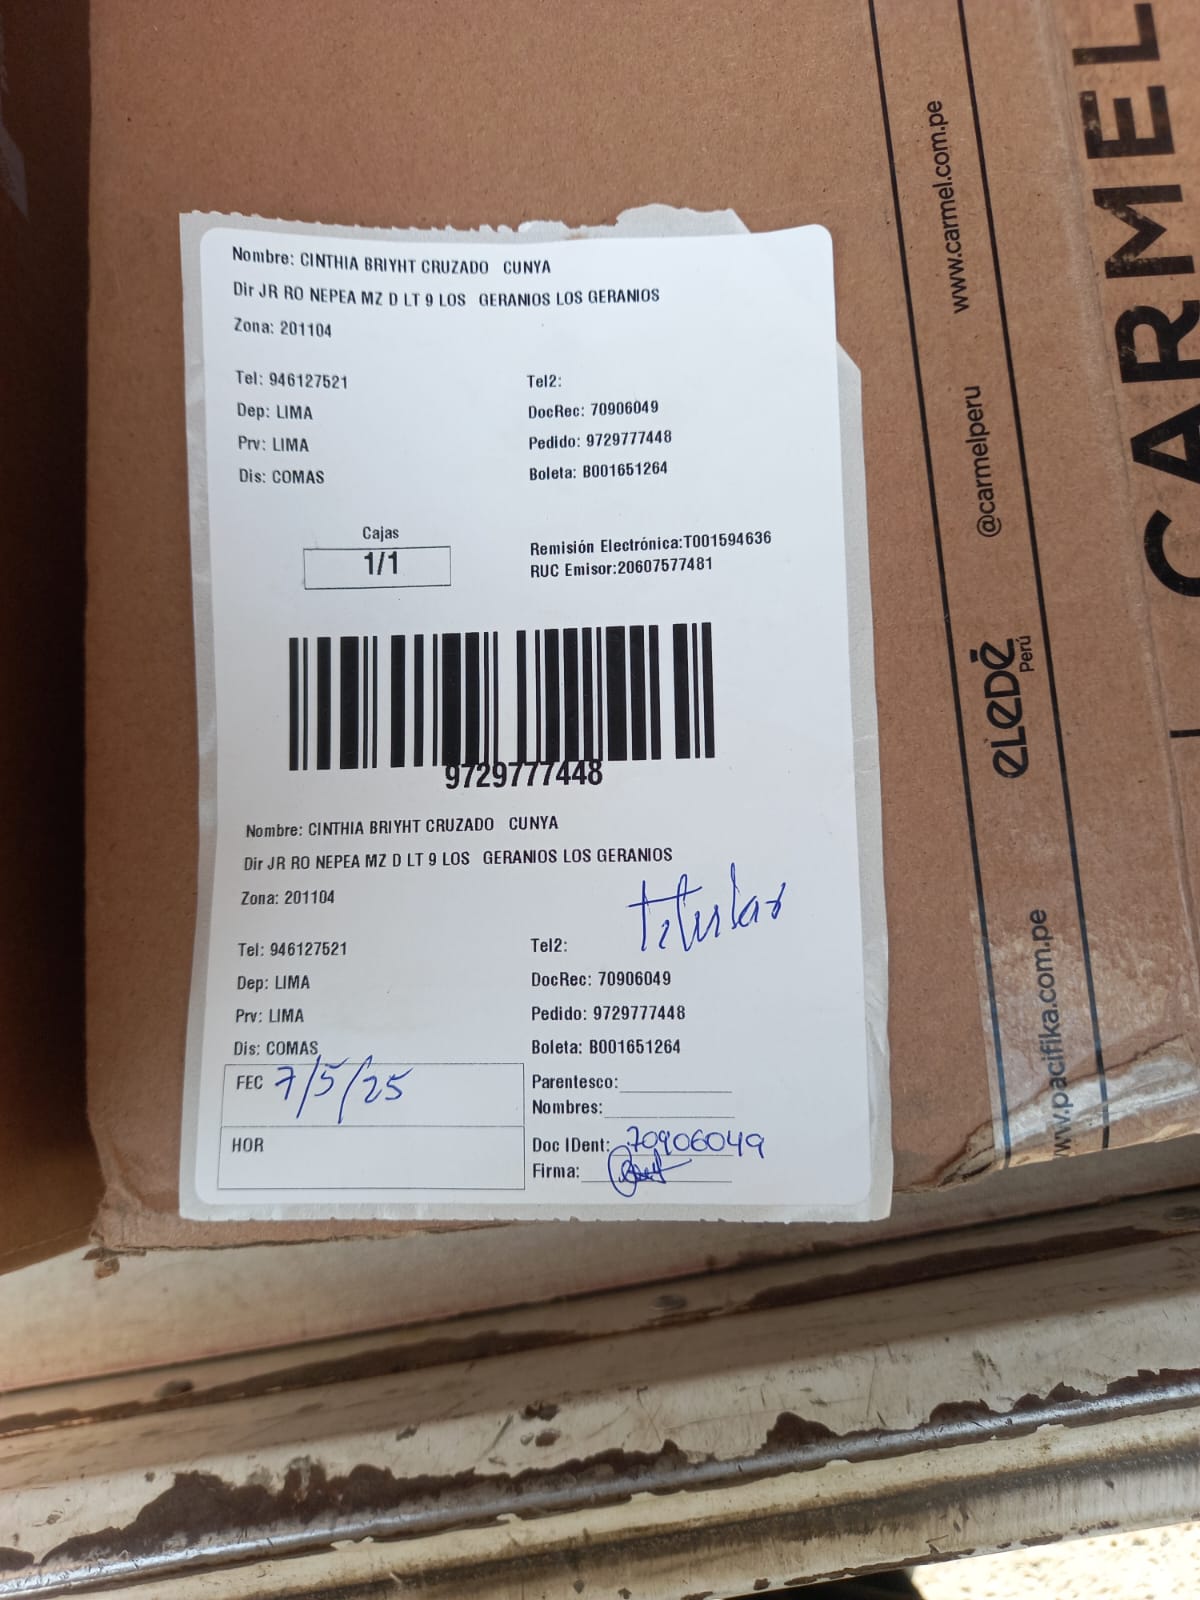 Nombre: CINTHIA BRIYHT CRUZADO CUNYA
Dir JR RO NEPEA MZ D LT 9 LOS GERANIOS LOS GERANIOS
Zona: 201104
Tel: 946127521
Tel2:
Dep: LIMA
DocRec: 70906049
Prv: LIMA
Pedido: 9729777448
Dis: COMAS
Boleta: B001651264
Cajas
1/1
Remisión Electrónica:T001594636
RUC Emisor:20607577481
9729777448
Nombre: CINTHIA BRIYHT CRUZADO CUNYA
Dir JR RO NEPEA MZ D LT 9 LOS GERANIOS LOS GERANIOS
Zona: 201104
titular
Tel: 946127521
Tel2:
Dep: LIMA
DocRec: 70906049
Prv: LIMA
Pedido: 9729777448
Dis: COMAS
Boleta: B001651264
FEC 7/5/25
Parentesco:
Nombres:
HOR
Doc IDent: 70906049
Firma:
www.carmel.com.pe
@carmelperu
eLeDē
Perú
ww.pacifika.com.pe
CARMEL